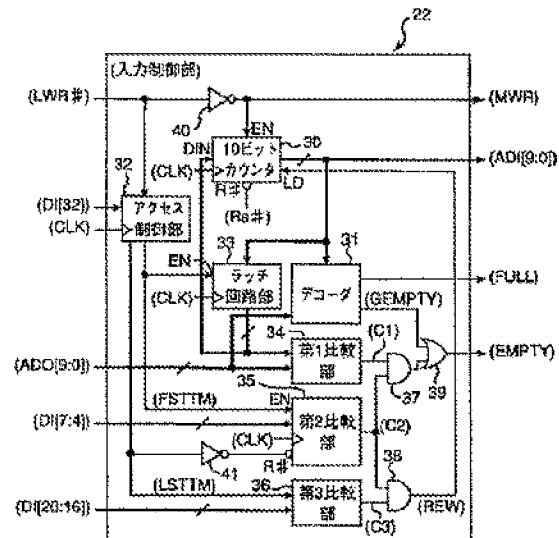 22
(入力制御部)
(LWR#)
(MWR)
40
EN
30
DIN
10ビット
カウンタ
(ADI[9:0])
(CLK)
R#
LD
32
(Ra#)
(DI[32])
アクセス
制御部
(CLK)
33
31
EN
ラッチ
回路部
デコーダ
(FULL)
(CLK)
(GEMPTY)
34
(C1)
(EMPTY)
(ADO[9:0])
第1比較部
37
39
35
(FSTTM)
EN
(DI[7:4])
第2比較部
(C2)
(CLK)
38
41
R#
(LSTTM)
36
第3比較部
(REW)
(DI[20:16])
(C3)